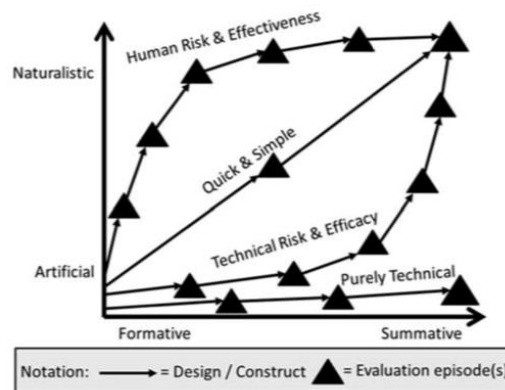 Human Risk & Effectiveness
Naturalistic
Quick & Simple
Technical Risk & Efficacy
Artificial
Purely Technical
Formative
Summative
Notation: = Design / Construct = Evaluation episode(s)